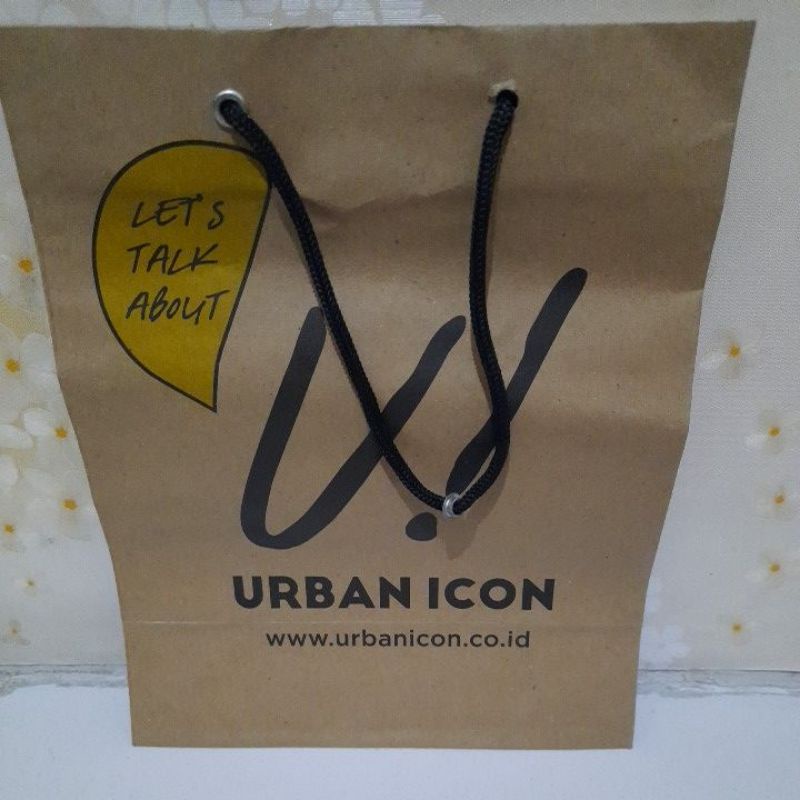 LET'S
TALK
ABOUT
U.
URBAN ICON
www.urbanicon.co.id